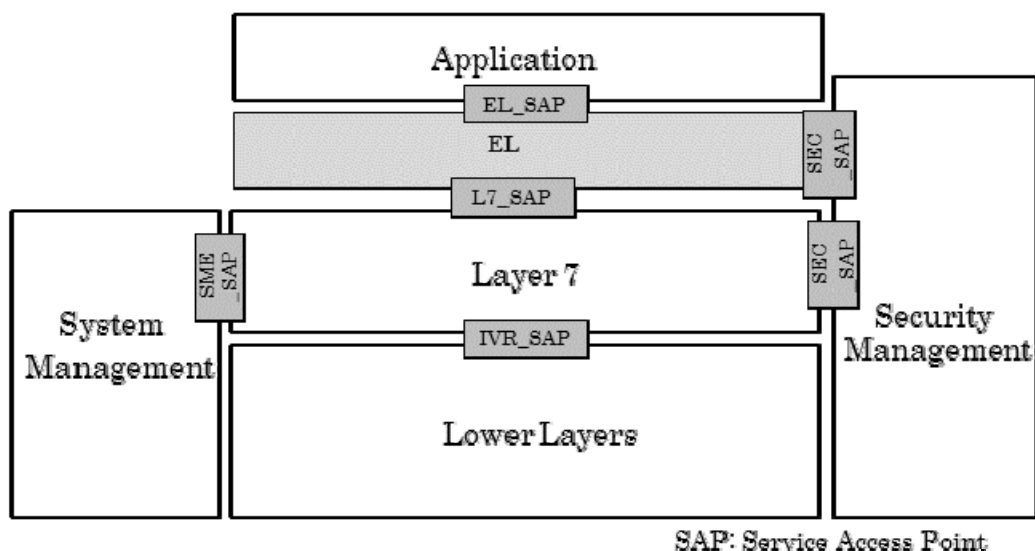 Application
EL_SAP
EL
SEC
_SAP
L7_SAP
SME
_SAP
Layer 7
SEC
_SAP
System
Management
Security
Management
IVR_SAP
Lower Layers
SAP: Service Access Point